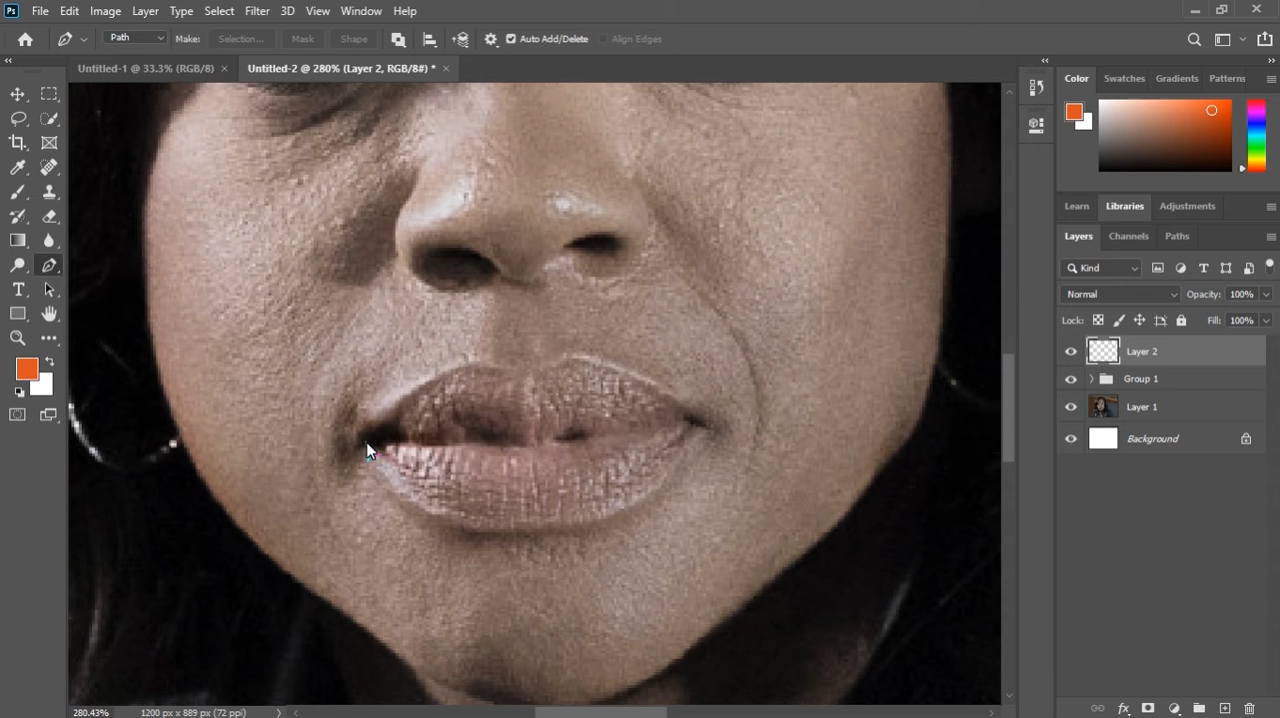 Ps File Edit Image Layer Type Select Filter 3D View Window Help
Path Make: Selection... Mask Shape Auto Add/Delete Align Edges
Untitled-1 @ 33.3% (RGB/8) × Untitled-2 @ 280% (Layer 2, RGB/8#) * ×
Color Swatches Gradients Patterns
Learn Libraries Adjustments
Layers Channels Paths
Kind
Normal Opacity: 100%
Lock: Fill: 100%
Layer 2
Group 1
Layer 1
Background
280.43% 1200 px x 889 px (72 ppi)